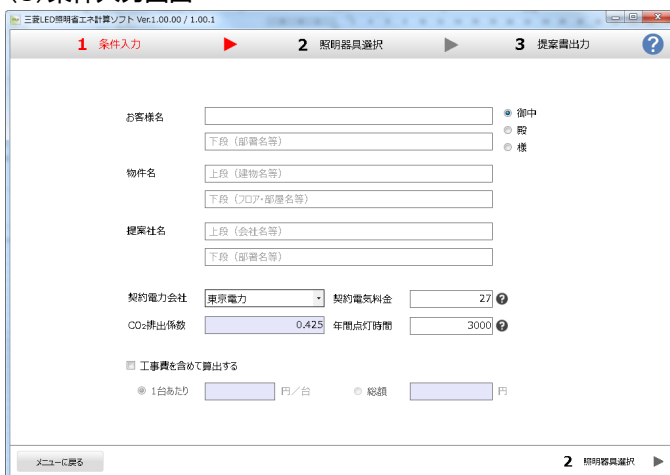 (3)条件入力画面
三菱LED照明省エネ計算ソフト Ver.1.00.00 / 1.00.1
1 条件入力 ▶ 2 照明器具選択 ▶ 3 提案書出力 ?
お客様名
御中
下段（部署名等）
殿
様
物件名 上段（建物名等）
下段（フロア・部屋名等）
提案社名 上段（会社名等）
下段（部署名等）
契約電力会社 東京電力 契約電気料金 27 ?
CO₂排出係数 0.425 年間点灯時間 3000 ?
工事費を含めて算出する
1台あたり 円／台 総額 円
メニューに戻る 2 照明器具選択 ▶